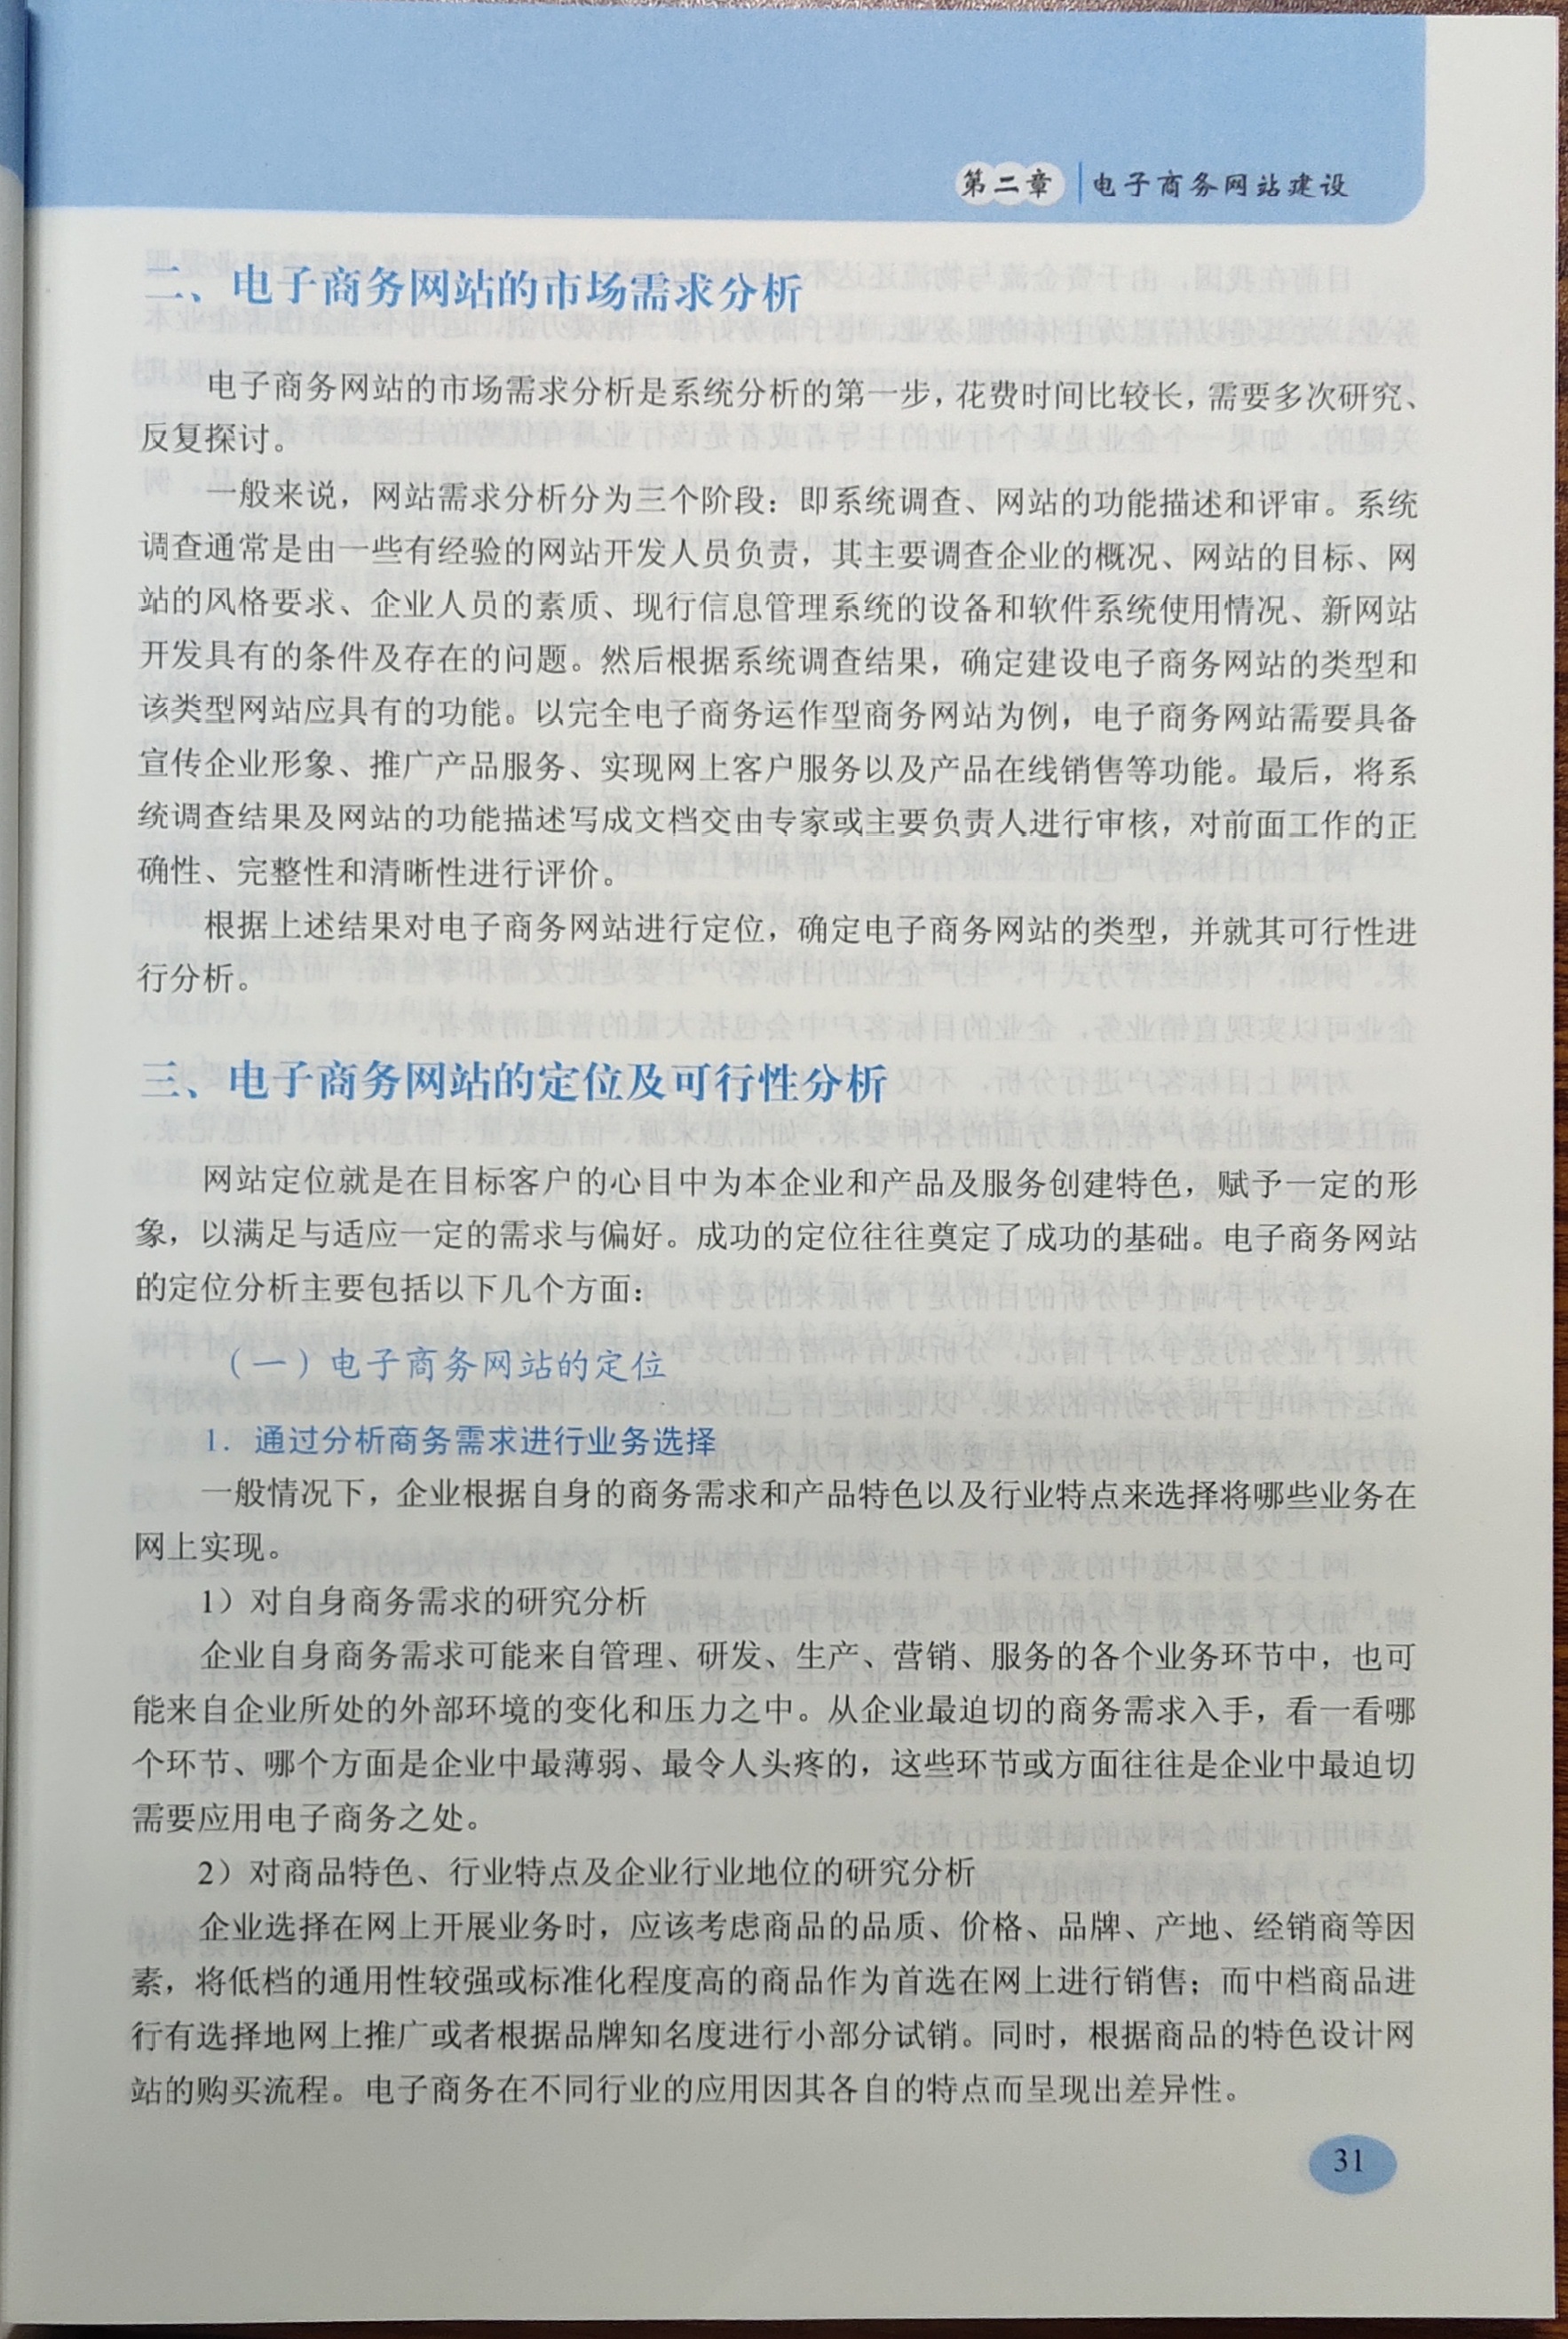 第二章 电子商务网站建设
二、电子商务网站的市场需求分析
电子商务网站的市场需求分析是系统分析的第一步，花费时间比较长，需要多次研究、
反复探讨。
一般来说，网站需求分析分为三个阶段：即系统调查、网站的功能描述和评审。系统
调查通常是由一些有经验的网站开发人员负责，其主要调查企业的概况、网站的目标、网
站的风格要求、企业人员的素质、现行信息管理系统的设备和软件系统使用情况、新网站
开发具有的条件及存在的问题。然后根据系统调查结果，确定建设电子商务网站的类型和
该类型网站应具有的功能。以完全电子商务运作型商务网站为例，电子商务网站需要具备
宣传企业形象、推广产品服务、实现网上客户服务以及产品在线销售等功能。最后，将系
统调查结果及网站的功能描述写成文档交由专家或主要负责人进行审核，对前面工作的正
确性、完整性和清晰性进行评价。
根据上述结果对电子商务网站进行定位，确定电子商务网站的类型，并就其可行性进
行分析。
三、电子商务网站的定位及可行性分析
网站定位就是在目标客户的心目中为本企业和产品及服务创建特色，赋予一定的形
象，以满足与适应一定的需求与偏好。成功的定位往往奠定了成功的基础。电子商务网站
的定位分析主要包括以下几个方面：
（一）电子商务网站的定位
1. 通过分析商务需求进行业务选择
一般情况下，企业根据自身的商务需求和产品特色以及行业特点来选择将哪些业务在
网上实现。
1）对自身商务需求的研究分析
企业自身商务需求可能来自管理、研发、生产、营销、服务的各个业务环节中，也可
能来自企业所处的外部环境的变化和压力之中。从企业最迫切的商务需求入手，看一看哪
个环节、哪个方面是企业中最薄弱、最令人头疼的，这些环节或方面往往是企业中最迫切
需要应用电子商务之处。
2）对商品特色、行业特点及企业行业地位的研究分析
企业选择在网上开展业务时，应该考虑商品的品质、价格、品牌、产地、经销商等因
素，将低档的通用性较强或标准化程度高的商品作为首选在网上进行销售；而中档商品进
行有选择地网上推广或者根据品牌知名度进行小部分试销。同时，根据商品的特色设计网
站的购买流程。电子商务在不同行业的应用因其各自的特点而呈现出差异性。
31